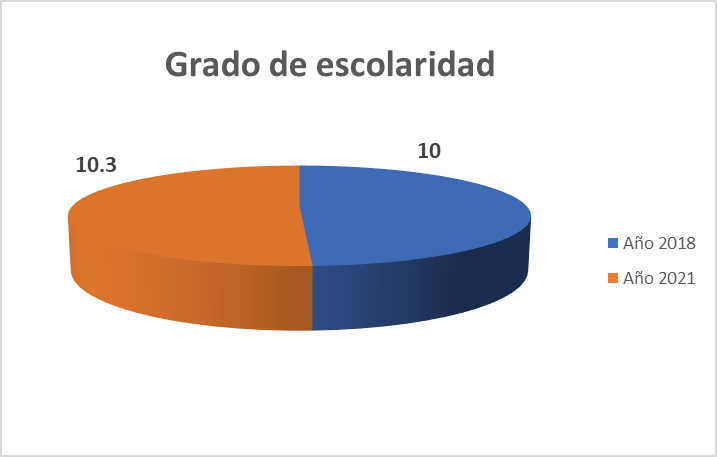 Grado de escolaridad
10.3
10
Año 2018
Año 2021